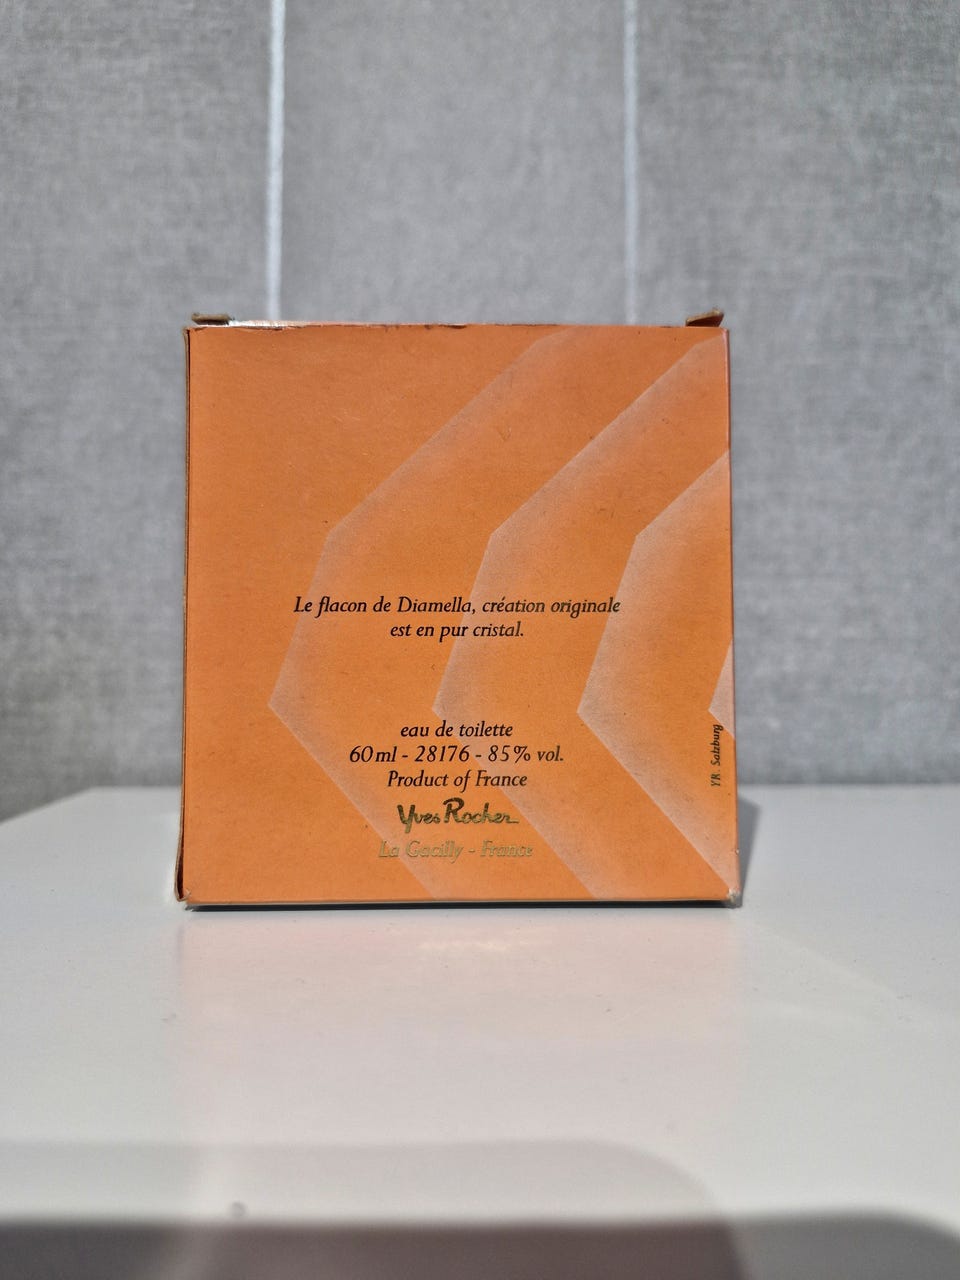 Le flacon de Diamella, création originale
est en pur cristal.
eau de toilette
60 ml - 28176 - 85% vol.
Product of France
Yves Rocher
La Gacilly - France
YR. Salzburg